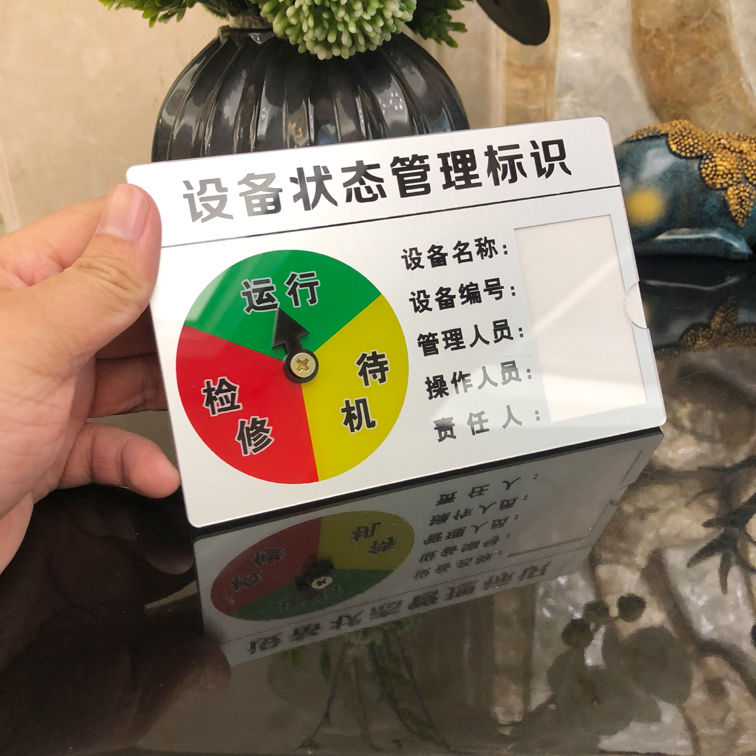 设备状态管理标识
运行
待机
检修
设备名称:
设备编号:
管理人员:
操作人员:
责任人: